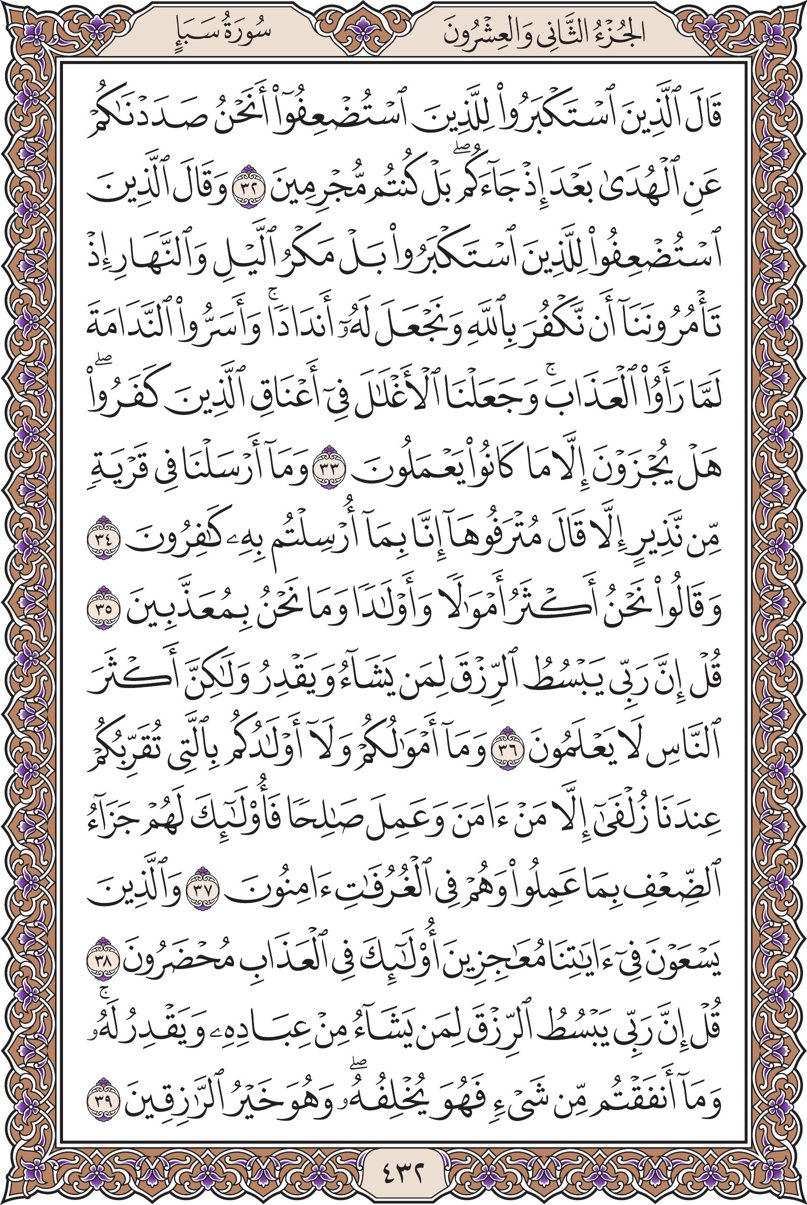 الجُزْءُ الثَّانِي وَالعِشْرُونَ
سُورَةُ سَبَإٍ
قَالَ ٱلَّذِينَ ٱسۡتَكۡبَرُواْ لِلَّذِينَ ٱسۡتُضۡعِفُوٓاْ أَنَحۡنُ صَدَدۡنَٰكُمۡ
عَنِ ٱلۡهُدَىٰ بَعۡدَ إِذۡ جَآءَكُمۖ بَلۡ كُنتُم مُّجۡرِمِينَ ٣٢ وَقَالَ ٱلَّذِينَ
ٱسۡتُضۡعِفُواْ لِلَّذِينَ ٱسۡتَكۡبَرُواْ بَلۡ مَكۡرُ ٱلَّيۡلِ وَٱلنَّهَارِ إِذۡ
تَأۡمُرُونَنَآ أَن نَّكۡفُرَ بِٱللَّهِ وَنَجۡعَلَ لَهُۥٓ أَندَادٗاۚ وَأَسَرُّواْ ٱلنَّدَامَةَ
لَمَّا رَأَوُاْ ٱلۡعَذَابَۚ وَجَعَلۡنَا ٱلۡأَغۡلَٰلَ فِيٓ أَعۡنَاقِ ٱلَّذِينَ كَفَرُواْۖ
هَلۡ يُجۡزَوۡنَ إِلَّا مَا كَانُواْ يَعۡمَلُونَ ٣٣ وَمَآ أَرۡسَلۡنَا فِي قَرۡيَةٖ
مِّن نَّذِيرٍ إِلَّا قَالَ مُتۡرَفُوهَآ إِنَّا بِمَآ أُرۡسِلۡتُم بِهِۦ كَٰفِرُونَ ٣٤
وَقَالُواْ نَحۡنُ أَكۡثَرُ أَمۡوَٰلٗا وَأَوۡلَٰدٗا وَمَا نَحۡنُ بِمُعَذَّبِينَ ٣٥
قُلۡ إِنَّ رَبِّي يَبۡسُطُ ٱلرِّزۡقَ لِمَن يَشَآءُ وَيَقۡدِرُ وَلَٰكِنَّ أَكۡثَرَ
ٱلنَّاسِ لَا يَعۡلَمُونَ ٣٦ وَمَآ أَمۡوَٰلُكُمۡ وَلَآ أَوۡلَٰدُكُم بِٱلَّتِي تُقَرِّبُكُمۡ
عِندَنَا زُلۡفَىٰٓ إِلَّا مَنۡ ءَامَنَ وَعَمِلَ صَٰلِحٗا فَأُوْلَٰٓئِكَ لَهُمۡ جَزَآءُ
ٱلضِّعۡفِ بِمَا عَمِلُواْ وَهُمۡ فِي ٱلۡغُرُفَٰتِ ءَامِنُونَ ٣٧ وَٱلَّذِينَ
يَسۡعَوۡنَ فِيٓ ءَايَٰتِنَا مُعَٰجِزِينَ أُوْلَٰٓئِكَ فِي ٱلۡعَذَابِ مُحۡضَرُونَ ٣٨
قُلۡ إِنَّ رَبِّي يَبۡسُطُ ٱلرِّزۡقَ لِمَن يَشَآءُ مِنۡ عِبَادِهِۦ وَيَقۡدِرُ لَهُۥۚ
وَمَآ أَنفَقۡتُم مِّن شَيۡءٖ فَهُوَ يُخۡلِفُهُۥۖ وَهُوَ خَيۡرُ ٱلرَّٰزِقِينَ ٣٩
٤٣٢